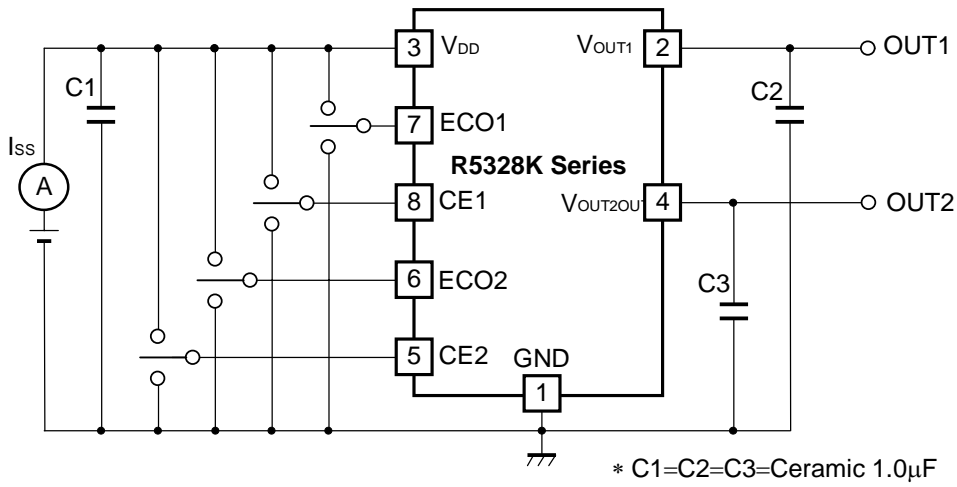 3
VDD
VOUT1
2
OUT1
C1
C2
7
ECO1
ISS
A
R5328K Series
8
CE1
VOUT2OUT
4
OUT2
6
ECO2
C3
5
CE2
GND
1
* C1=C2=C3=Ceramic 1.0μF